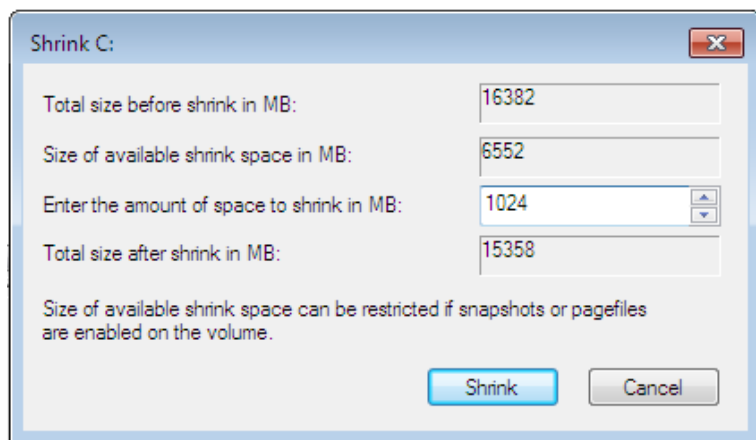 Shrink C:
Total size before shrink in MB: 16382
Size of available shrink space in MB: 6552
Enter the amount of space to shrink in MB: 1024
Total size after shrink in MB: 15358
Size of available shrink space can be restricted if snapshots or pagefiles
are enabled on the volume.
Shrink Cancel